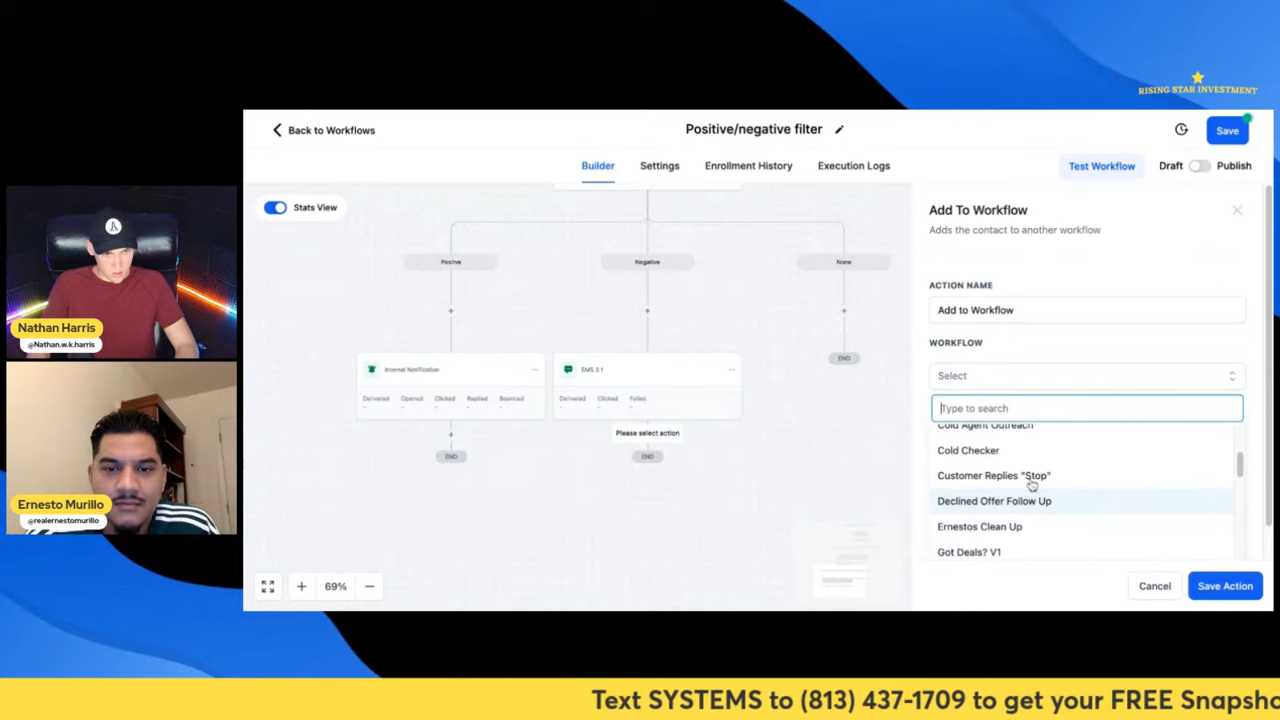 RISING STAR INVESTMENT
Back to Workflows
Positive/negative filter
Save
Builder
Settings
Enrollment History
Execution Logs
Test Workflow
Draft
Publish
Stats View
Positive
Negative
None
Internal Notification
Delivered
Opened
Clicked
Replied
Bounced
SMS 3.1
Delivered
Clicked
Failed
Please select action
END
END
END
69%
Add To Workflow
Adds the contact to another workflow
ACTION NAME
Add to Workflow
WORKFLOW
Select
Type to search
Cold Agent Outreach
Cold Checker
Customer Replies "Stop"
Declined Offer Follow Up
Ernestos Clean Up
Got Deals? V1
Cancel
Save Action
Nathan Harris
@Nathan.w.k.harris
Ernesto Murillo
@realernestomurillo
Text SYSTEMS to (813) 437-1709 to get your FREE Snapsho